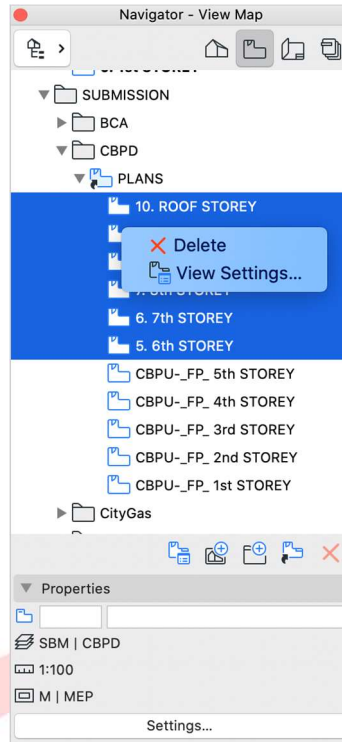 Navigator - View Map
SUBMISSION
BCA
CBPD
PLANS
10. ROOF STOREY
Delete
View Settings...
6. 7th STOREY
5. 6th STOREY
CBPU-_FP_ 5th STOREY
CBPU-_FP_ 4th STOREY
CBPU-_FP_ 3rd STOREY
CBPU-_FP_ 2nd STOREY
CBPU-_FP_ 1st STOREY
CityGas
Properties
SBM | CBPD
1:100
M | MEP
Settings...